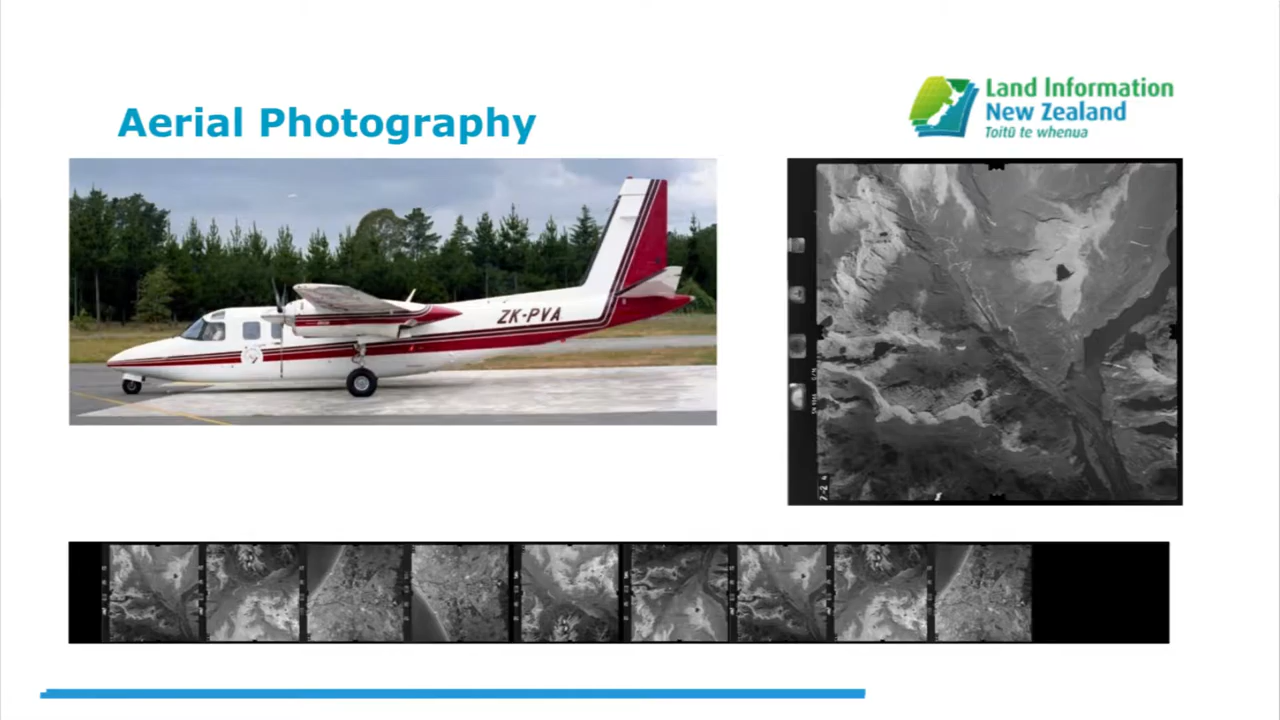 Aerial Photography
Land Information
New Zealand
Toitū te whenua
ZK-PVA